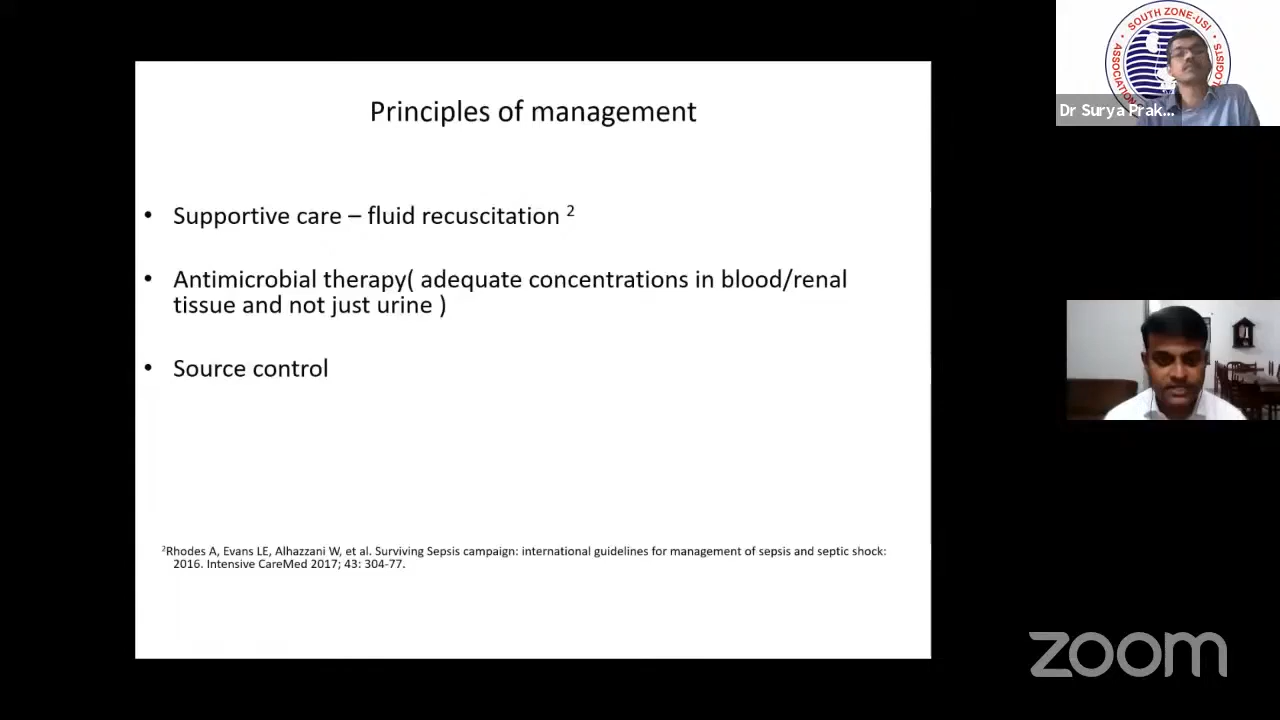 Principles of management
• Supportive care – fluid recuscitation 2
• Antimicrobial therapy( adequate concentrations in blood/renal
tissue and not just urine )
• Source control
2Rhodes A, Evans LE, Alhazzani W, et al. Surviving Sepsis campaign: international guidelines for management of sepsis and septic shock:
2016. Intensive CareMed 2017; 43: 304-77.
SOUTH ZONE-USI
Dr Surya Prak...
zoom